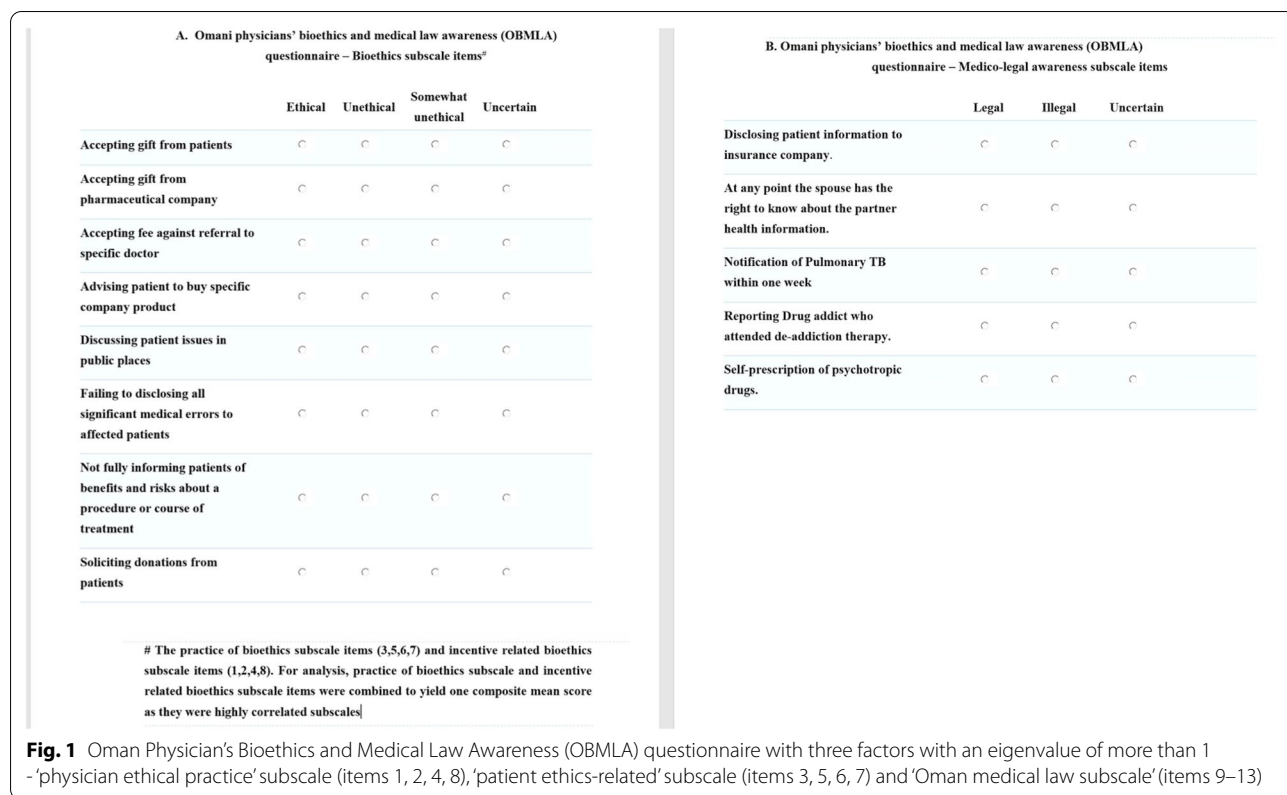 A. Omani physicians' bioethics and medical law awareness (OBMLA)
questionnaire – Bioethics subscale items#
Ethical Unethical Somewhat unethical Uncertain
Accepting gift from patients
Accepting gift from
pharmaceutical company
Accepting fee against referral to
specific doctor
Advising patient to buy specific
company product
Discussing patient issues in
public places
Failing to disclosing all
significant medical errors to
affected patients
Not fully informing patients of
benefits and risks about a
procedure or course of
treatment
Soliciting donations from
patients
# The practice of bioethics subscale items (3,5,6,7) and incentive related bioethics
subscale items (1,2,4,8). For analysis, practice of bioethics subscale and incentive
related bioethics subscale items were combined to yield one composite mean score
as they were highly correlated subscales
B. Omani physicians' bioethics and medical law awareness (OBMLA)
questionnaire – Medico-legal awareness subscale items
Legal Illegal Uncertain
Disclosing patient information to
insurance company.
At any point the spouse has the
right to know about the partner
health information.
Notification of Pulmonary TB
within one week
Reporting Drug addict who
attended de-addiction therapy.
Self-prescription of psychotropic
drugs.
Fig. 1 Oman Physician's Bioethics and Medical Law Awareness (OBMLA) questionnaire with three factors with an eigenvalue of more than 1
- 'physician ethical practice' subscale (items 1, 2, 4, 8), 'patient ethics-related' subscale (items 3, 5, 6, 7) and 'Oman medical law subscale' (items 9–13)